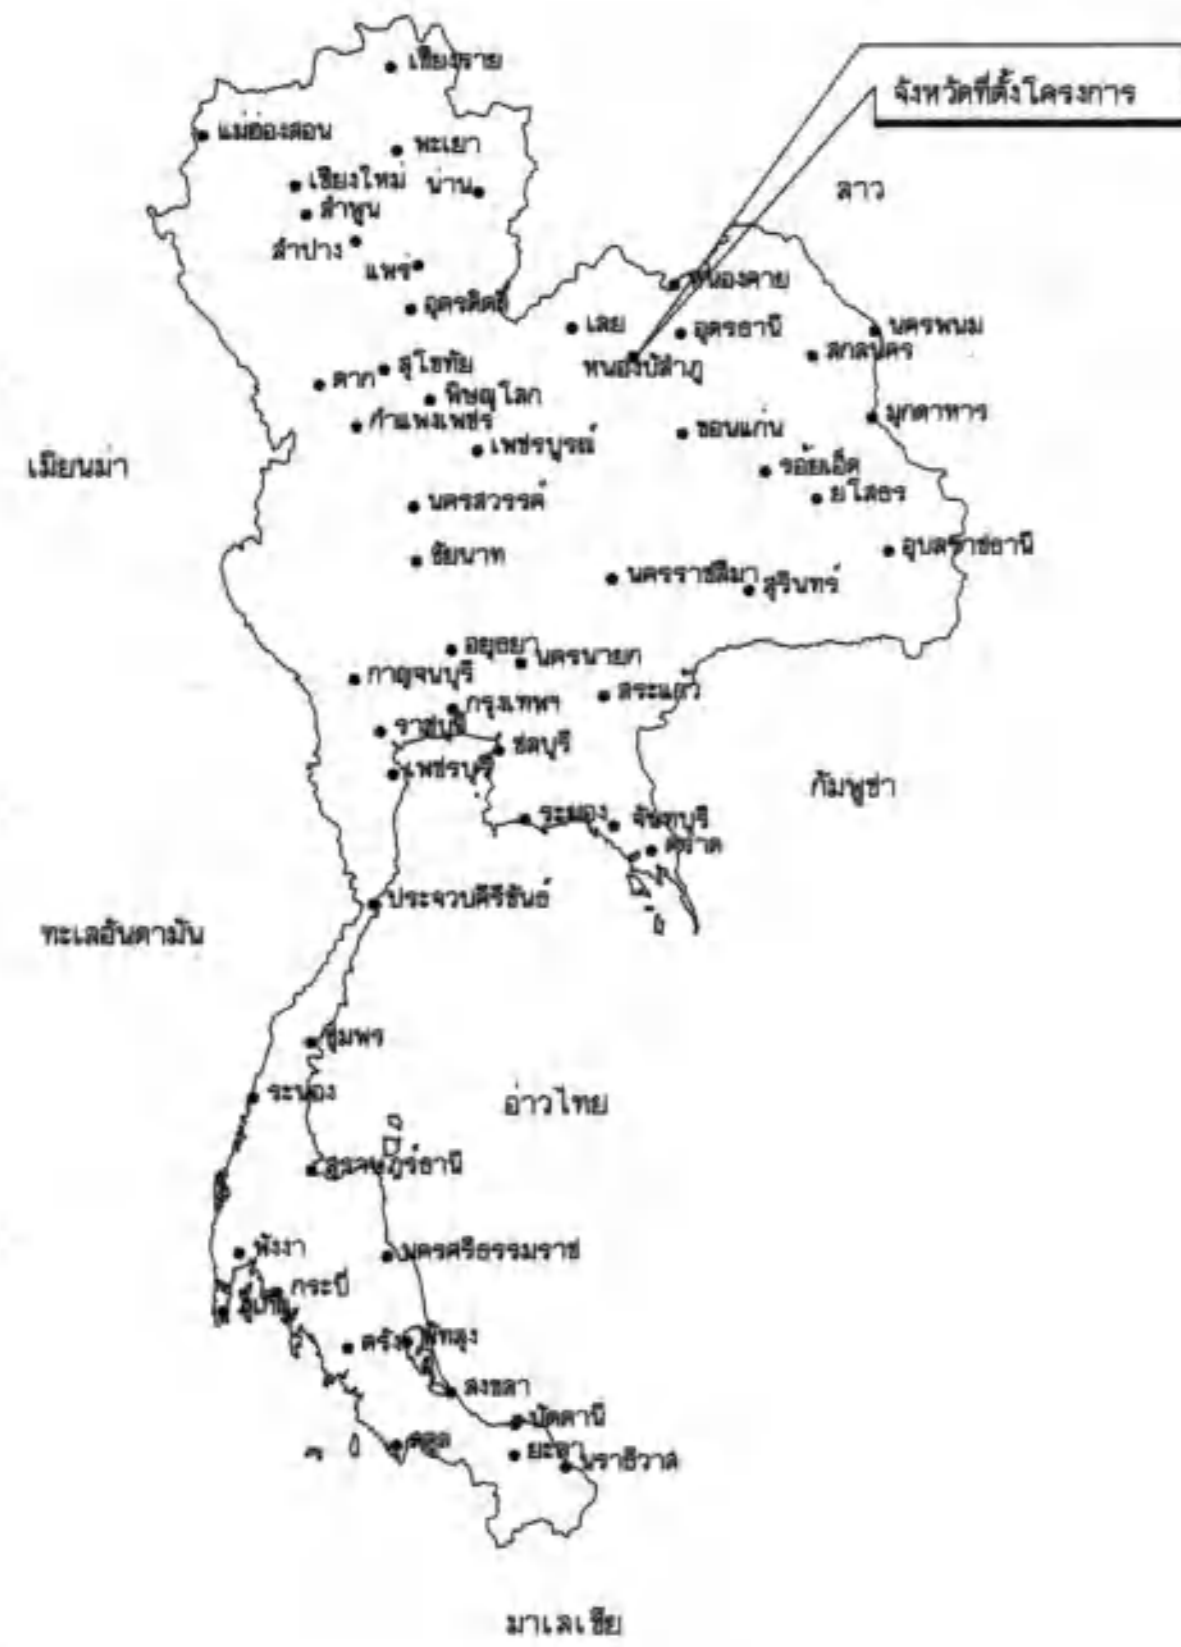 เชียงราย
จังหวัดที่ตั้งโครงการ
แม่ฮ่องสอน
พะเยา
เชียงใหม่
น่าน
ลาว
ลำพูน
ลำปาง
แพร่
หนองคาย
อุตรดิตถ์
เลย
อุดรธานี
นครพนม
สกลนคร
หนองบัวลำภู
สุโขทัย
ตาก
พิษณุโลก
กำแพงเพชร
มุกดาหาร
ขอนแก่น
เพชรบูรณ์
เมียนม่า
ร้อยเอ็ด
ยโสธร
นครสวรรค์
อุบลราชธานี
ชัยนาท
นครราชสีมา
สุรินทร์
อยุธยา
นครนายก
กาญจนบุรี
สระแก้ว
กรุงเทพฯ
ราชบุรี
ชลบุรี
เพชรบุรี
กัมพูชา
ระยอง
จันทบุรี
ตราด
ประจวบคีรีขันธ์
ทะเลอันดามัน
ชุมพร
ระนอง
อ่าวไทย
สุราษฎร์ธานี
พังงา
นครศรีธรรมราช
กระบี่
ภูเก็ต
ตรัง
พัทลุง
สงขลา
ปัตตานี
สตูล
ยะลา
นราธิวาส
มาเลเซีย